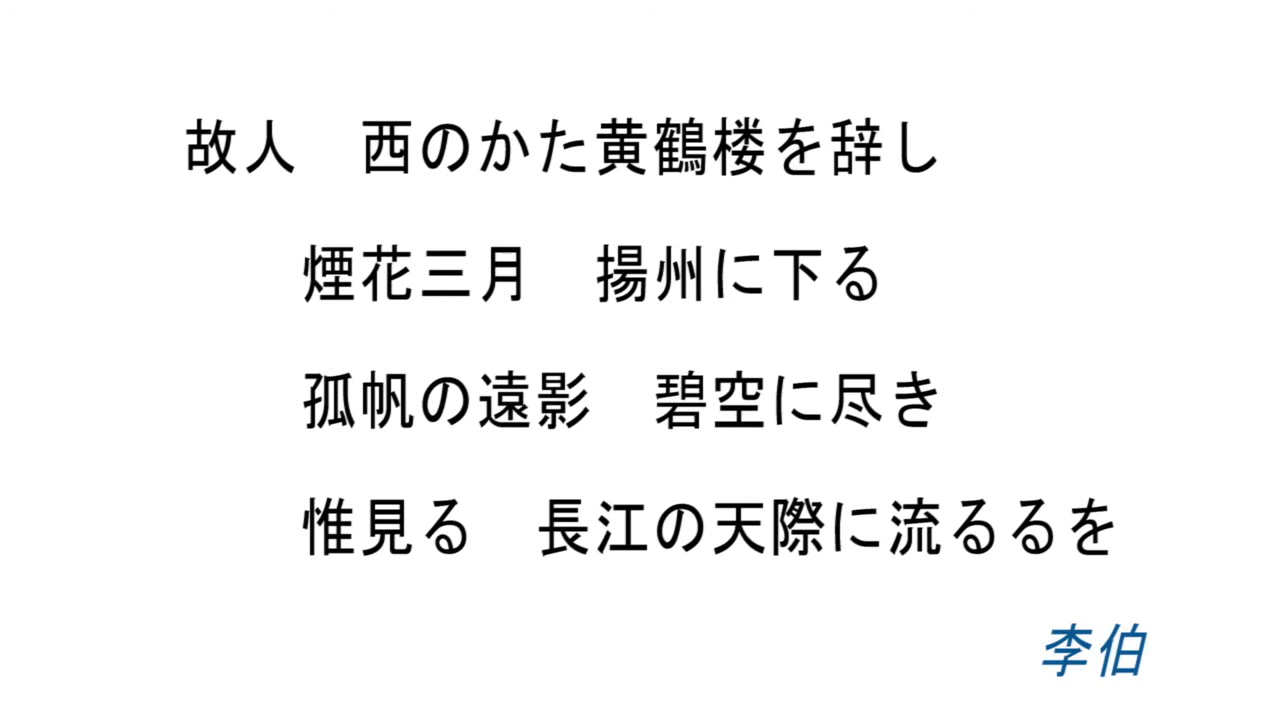 故人　西のかた黄鶴楼を辞し
煙花三月　揚州に下る
孤帆の遠影　碧空に尽き
惟見る　長江の天際に流るるを
李伯